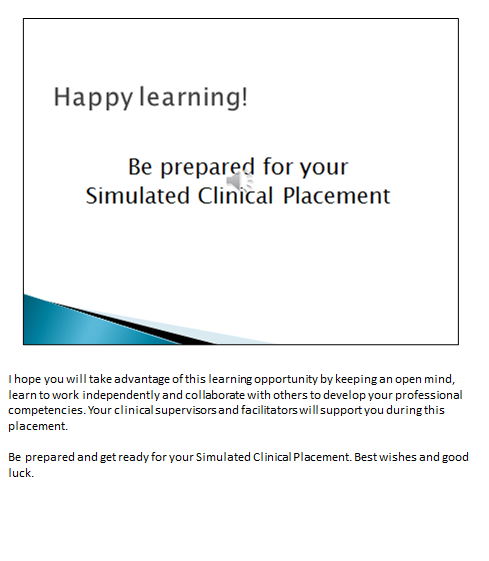 Happy learning!
Be prepared for your
Simulated Clinical Placement
I hope you will take advantage of this learning opportunity by keeping an open mind,
learn to work independently and collaborate with others to develop your professional
competencies. Your clinical supervisors and facilitators will support you during this
placement.
Be prepared and get ready for your Simulated Clinical Placement. Best wishes and good
luck.